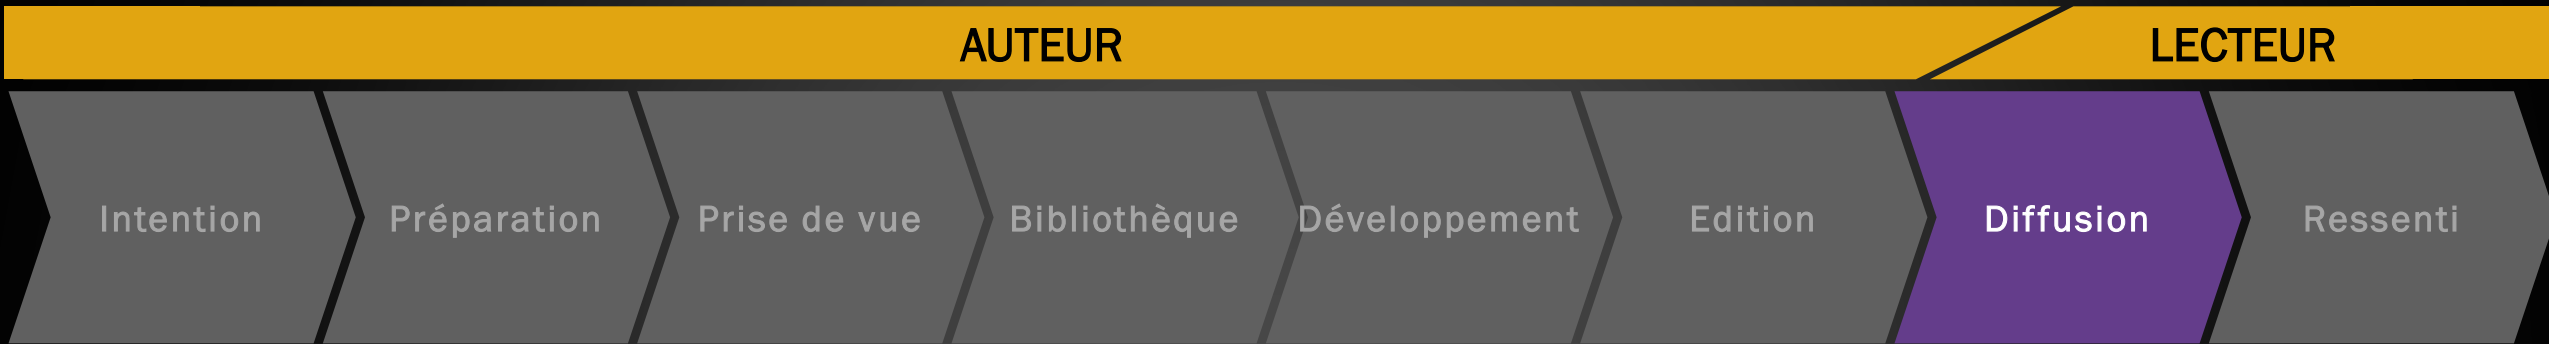 AUTEUR LECTEUR
Intention Préparation Prise de vue Bibliothèque Développement Edition Diffusion Ressenti